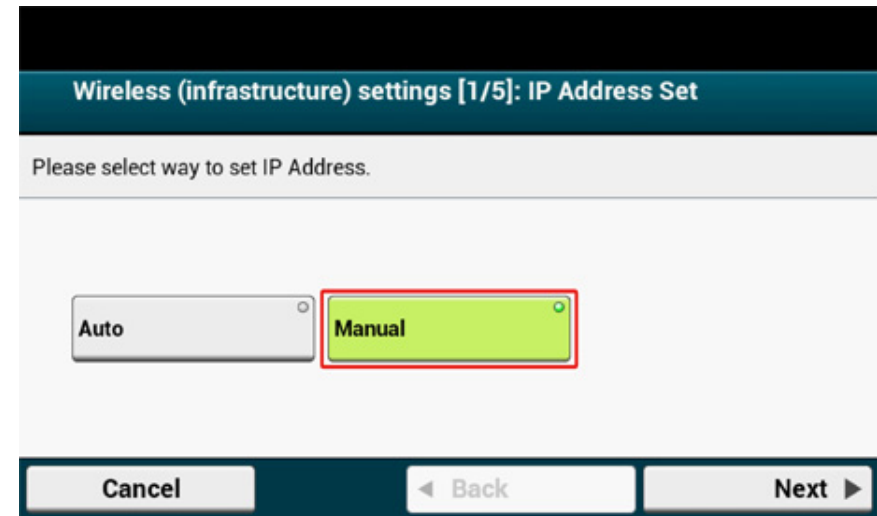 Wireless (infrastructure) settings [1/5]: IP Address Set
Please select way to set IP Address.
Auto
Manual
Cancel
Back
Next